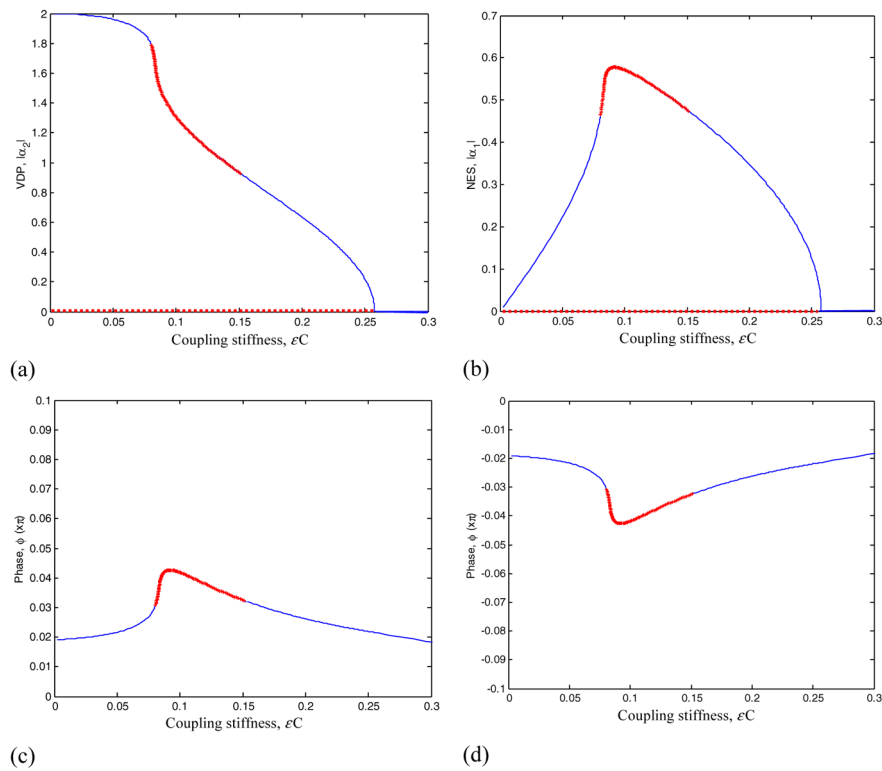 2
1.8
1.6
1.4
1.2
1
0.8
0.6
0.4
0.2
0
VDP, |α₂|
0 0.05 0.1 0.15 0.2 0.25 0.3
Coupling stiffness, εC
(a)
0.7
0.6
0.5
0.4
0.3
0.2
0.1
0
NES, |α₁|
0 0.05 0.1 0.15 0.2 0.25 0.3
Coupling stiffness, εC
(b)
0.1
0.09
0.08
0.07
0.06
0.05
0.04
0.03
0.02
0.01
0
Phase, ϕ (xπ)
0 0.05 0.1 0.15 0.2 0.25 0.3
Coupling stiffness, εC
(c)
0
-0.01
-0.02
-0.03
-0.04
-0.05
-0.06
-0.07
-0.08
-0.09
-0.1
Phase, ϕ (xπ)
0 0.05 0.1 0.15 0.2 0.25 0.3
Coupling stiffness, εC
(d)